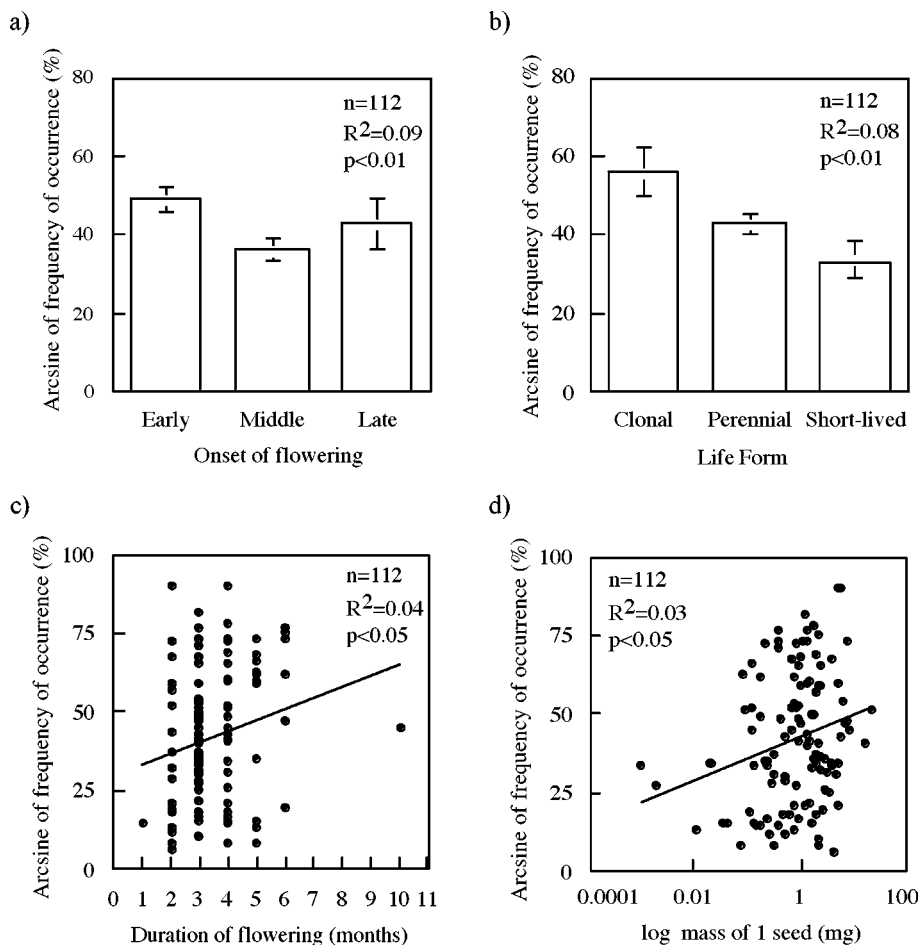 a)
Arcsine of frequency of occurrence (%)
80
60
40
20
0
n=112
R²=0.09
p<0.01
Early Middle Late
Onset of flowering
b)
Arcsine of frequency of occurrence (%)
80
60
40
20
0
n=112
R²=0.08
p<0.01
Clonal Perennial Short-lived
Life Form
c)
Arcsine of frequency of occurrence (%)
100
75
50
25
0
n=112
R²=0.04
p<0.05
0 1 2 3 4 5 6 7 8 9 10 11
Duration of flowering (months)
d)
Arcsine of frequency of occurrence (%)
100
75
50
25
0
n=112
R²=0.03
p<0.05
0.0001 0.01 1 100
log mass of 1 seed (mg)